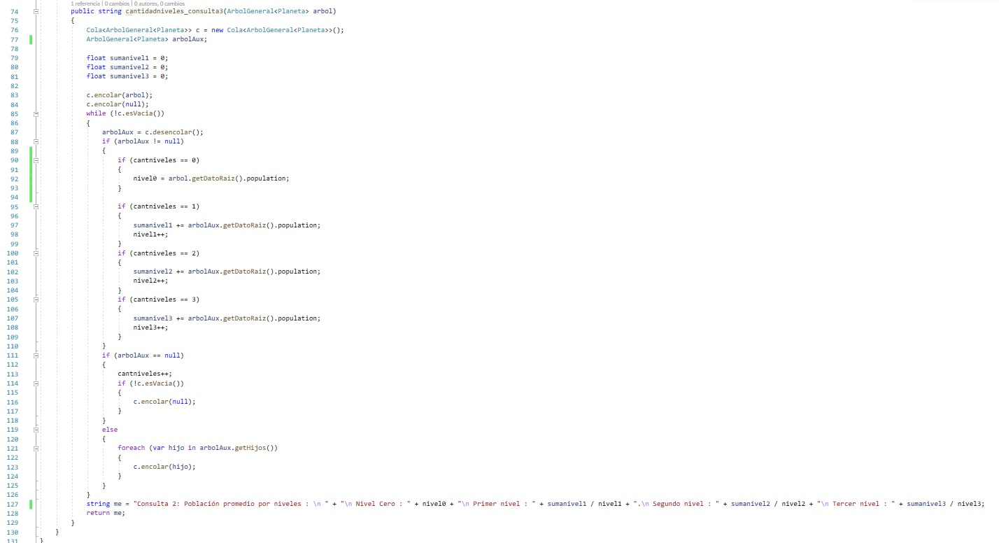 1 referencia | 0 cambios | 0 autores, 0 cambios
74 public string cantidadniveles_consulta3(ArbolGeneral<Planeta> arbol)
75 {
76 Cola<ArbolGeneral<Planeta>> c = new Cola<ArbolGeneral<Planeta>>();
77 ArbolGeneral<Planeta> arbolAux;
78
79 float sumanivel1 = 0;
80 float sumanivel2 = 0;
81 float sumanivel3 = 0;
82
83 c.encolar(arbol);
84 c.encolar(null);
85 while (!c.esVacia())
86 {
87 arbolAux = c.desencolar();
88 if (arbolAux != null)
89 {
90 if (cantniveles == 0)
91 {
92 nivel0 = arbol.getDatoRaiz().population;
93 }
94
95 if (cantniveles == 1)
96 {
97 sumanivel1 += arbolAux.getDatoRaiz().population;
98 nivel1++;
99 }
100 if (cantniveles == 2)
101 {
102 sumanivel2 += arbolAux.getDatoRaiz().population;
103 nivel2++;
104 }
105 if (cantniveles == 3)
106 {
107 sumanivel3 += arbolAux.getDatoRaiz().population;
108 nivel3++;
109 }
110 }
111 if (arbolAux == null)
112 {
113 cantniveles++;
114 if (!c.esVacia())
115 {
116 c.encolar(null);
117 }
118 }
119 else
120 {
121 foreach (var hijo in arbolAux.getHijos())
122 {
123 c.encolar(hijo);
124 }
125 }
126 }
127 string me = "Consulta 2: Población promedio por niveles : \n " + "\n Nivel Cero : " + nivel0 + "\n Primer nivel : " + sumanivel1 / nivel1 + ".\n Segundo nivel : " + sumanivel2 / nivel2 + "\n Tercer nivel : " + sumanivel3 / nivel3;
128 return me;
129 }
130 }
131 }